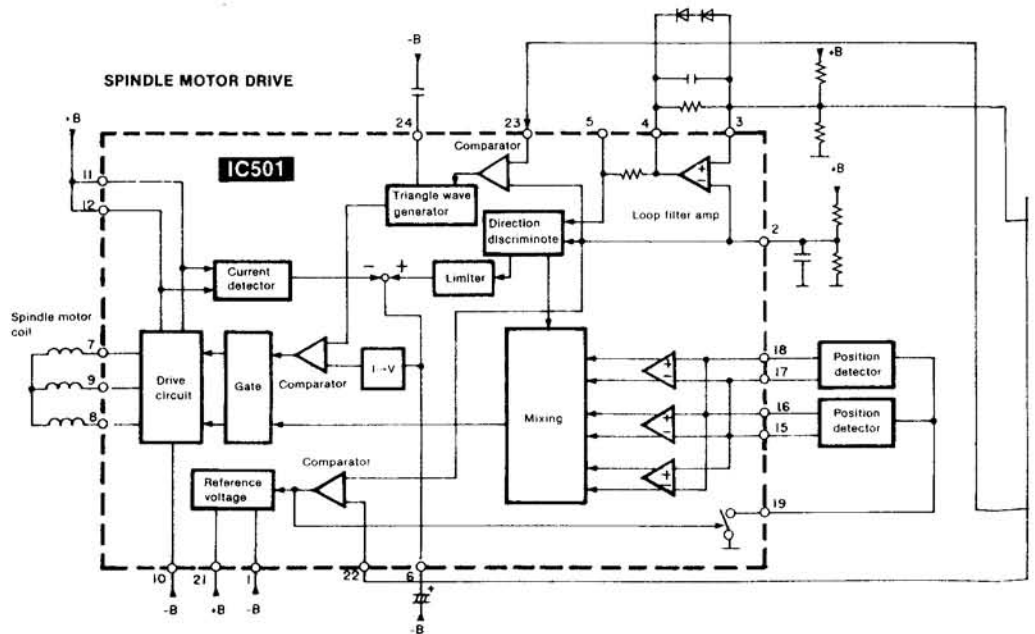 -B
+B
SPINDLE MOTOR DRIVE
+B
24
23
5
4
3
Comparator
IC501
11
12
Triangle wave
generator
+
-
+B
Loop filter amp
Direction
discriminote
2
Current
detector
- +
Limiter
Spindle motor
coil
7
9
8
Drive
circuit
Gate
Comparator
I→V
Mixing
+
-
+
-
+
-
18
17
16
15
Position
detector
Position
detector
Comparator
Reference
voltage
19
10
21
1
22
6
+
-B
+B
-B
-B